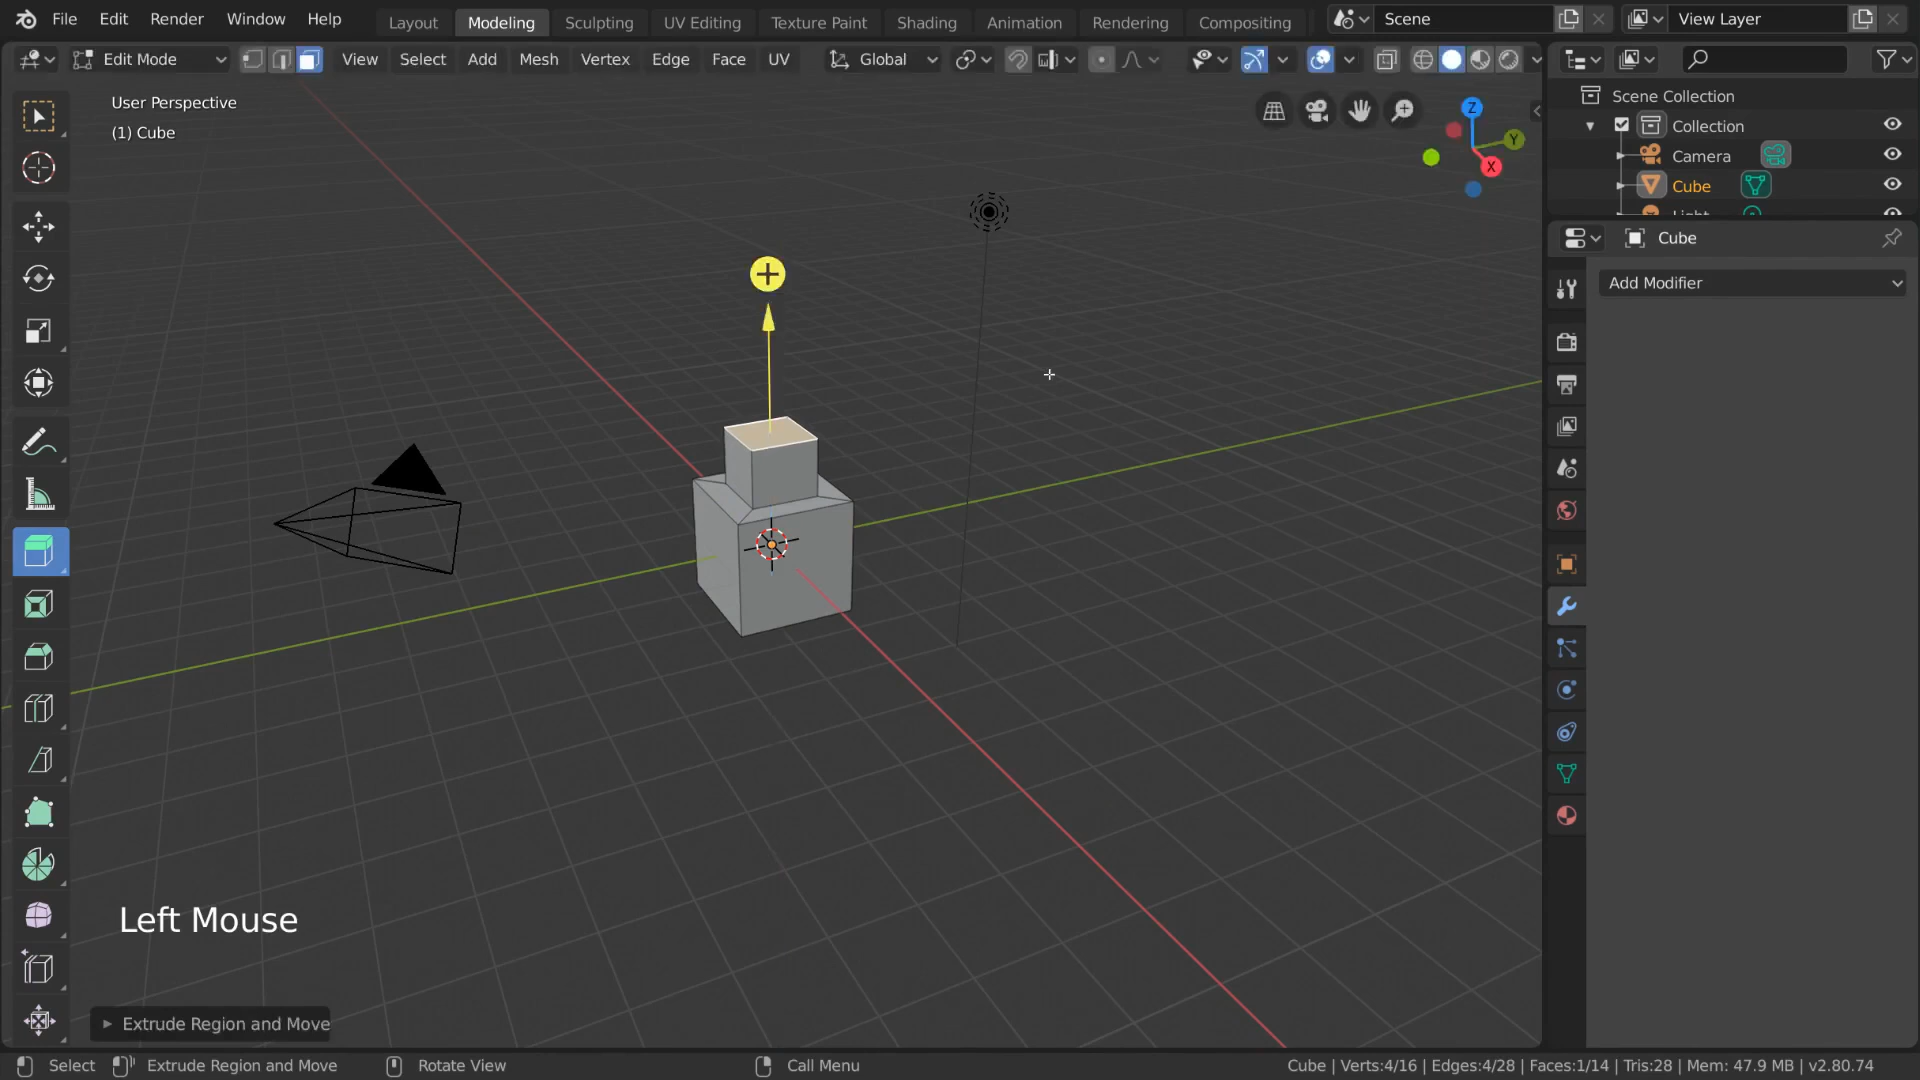 File Edit Render Window Help
Layout Modeling Sculpting UV Editing Texture Paint Shading Animation Rendering Compositing
Scene
View Layer
Edit Mode View Select Add Mesh Vertex Edge Face UV Global
User Perspective
(1) Cube
Z
Y
X
Scene Collection
Collection
Camera
Cube
Light
Cube
Add Modifier
Left Mouse
Extrude Region and Move
Select Extrude Region and Move Rotate View Call Menu
Cube | Verts:4/16 | Edges:4/28 | Faces:1/14 | Tris:28 | Mem: 47.9 MB | v2.80.74